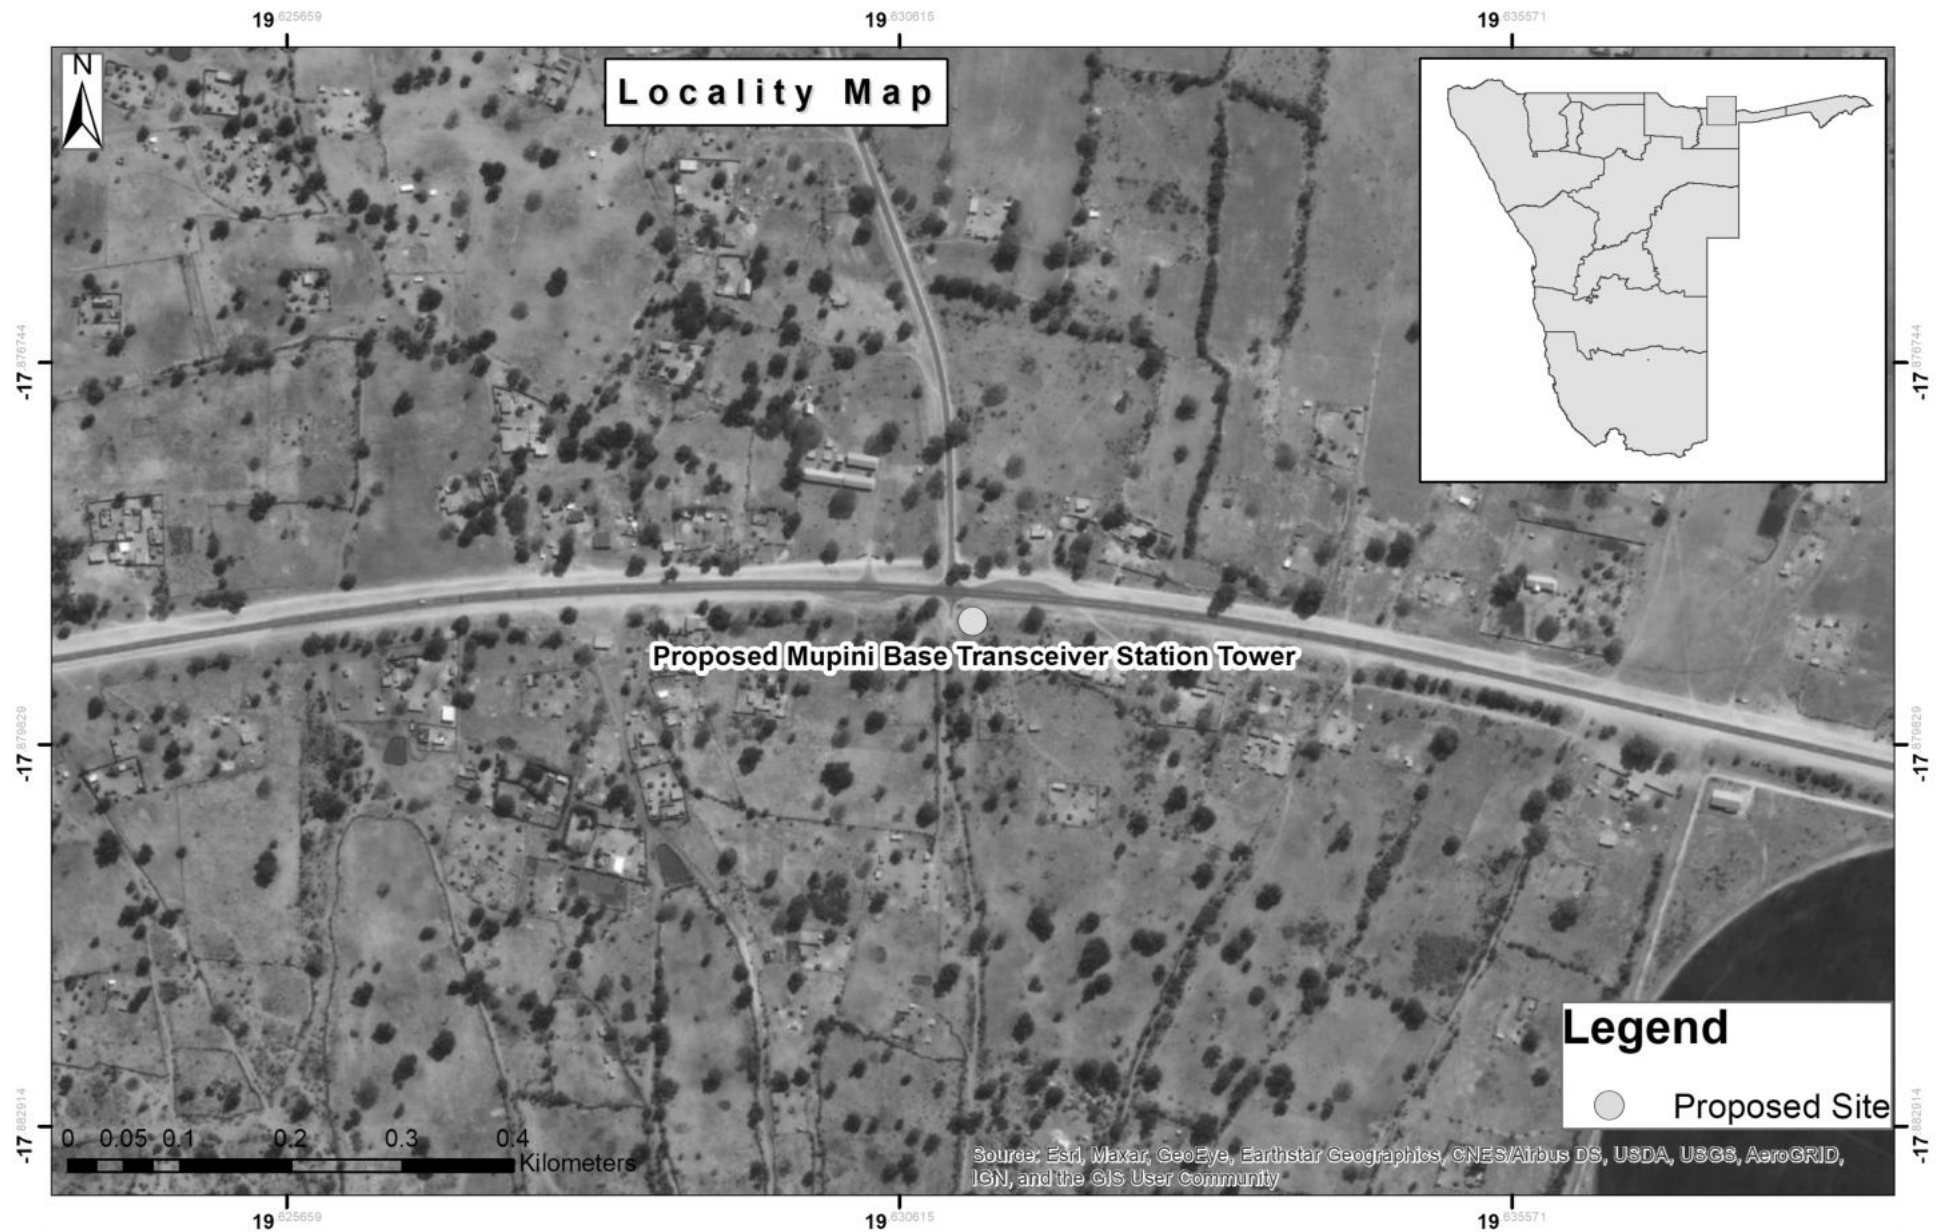 19.625659
19.630615
19.635571
N
Locality Map
-17.876744
-17.876744
Proposed Mupini Base Transceiver Station Tower
-17.879829
-17.879829
Legend
Proposed Site
-17.882914
-17.882914
0 0.05 0.1 0.2 0.3 0.4
Kilometers
Source: Esri, Maxar, GeoEye, Earthstar Geographics, CNES/Airbus DS, USDA, USGS, AeroGRID,
IGN, and the GIS User Community
19.625659
19.630615
19.635571